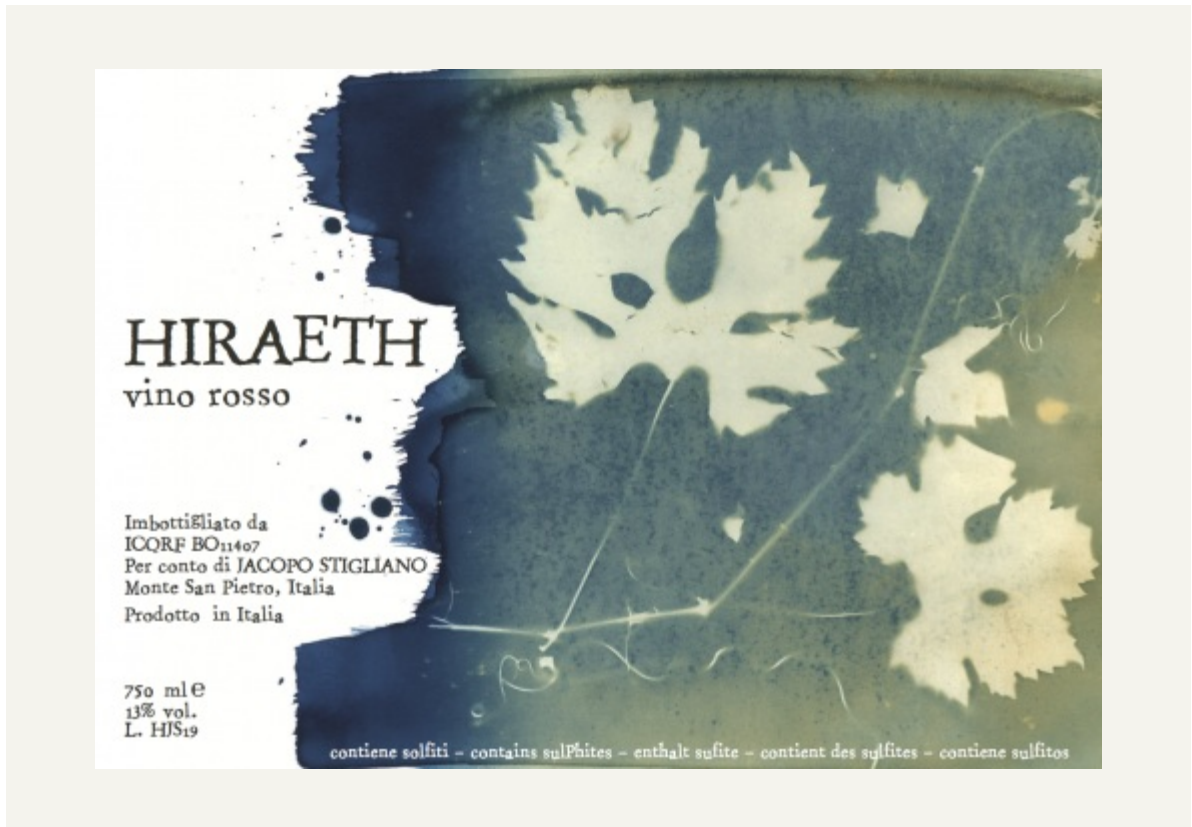 HIRAETH
vino rosso
Imbottigliato da
ICQRF BO11407
Per conto di JACOPO STIGLIANO
Monte San Pietro, Italia
Prodotto in Italia
750 ml e
13% vol.
L. HJS19
contiene solfiti – contains sulPhites – enthalt sufite – contient des sylfites – contiene sulfitos